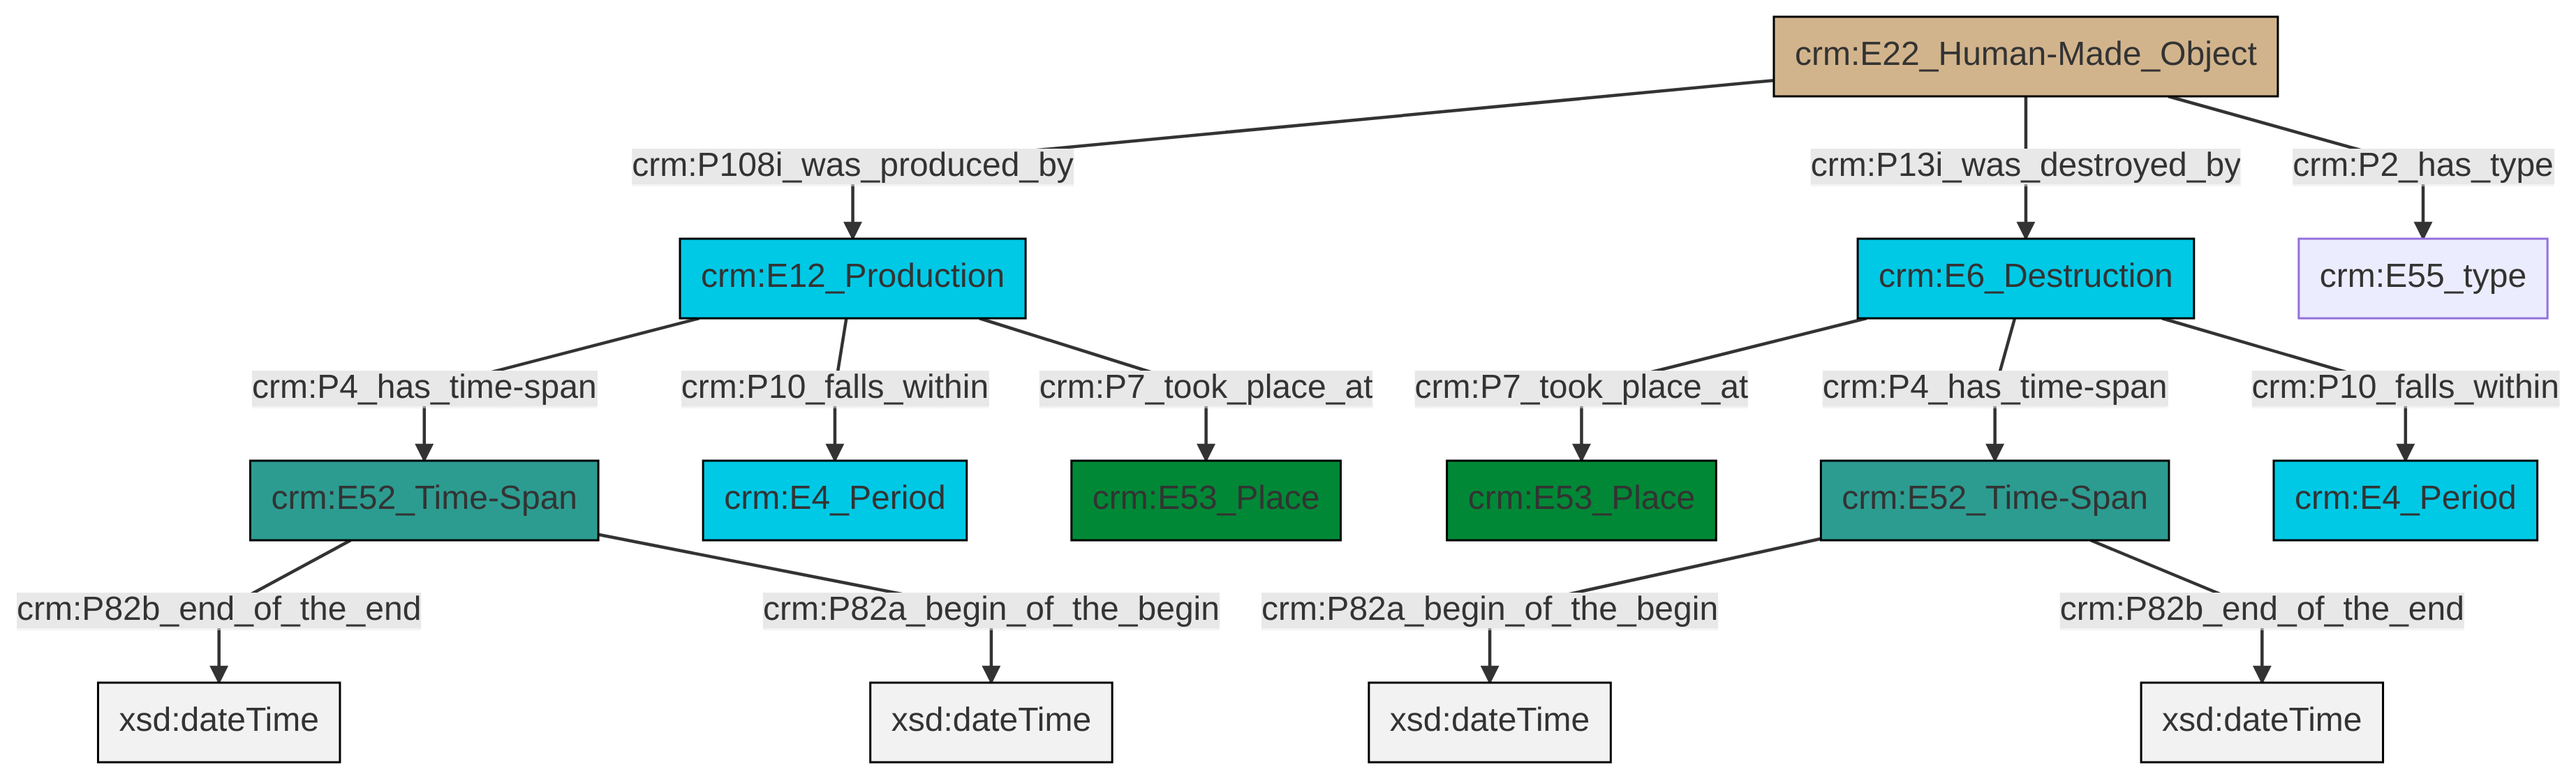 crm:E22_Human-Made_Object
crm:P108i_was_produced_by
crm:P13i_was_destroyed_by
crm:P2_has_type
crm:E12_Production
crm:E6_Destruction
crm:E55_type
crm:P4_has_time-span
crm:P10_falls_within
crm:P7_took_place_at
crm:P7_took_place_at
crm:P4_has_time-span
crm:P10_falls_within
crm:E52_Time-Span
crm:E4_Period
crm:E53_Place
crm:E53_Place
crm:E52_Time-Span
crm:E4_Period
crm:P82b_end_of_the_end
crm:P82a_begin_of_the_begin
crm:P82a_begin_of_the_begin
crm:P82b_end_of_the_end
xsd:dateTime
xsd:dateTime
xsd:dateTime
xsd:dateTime